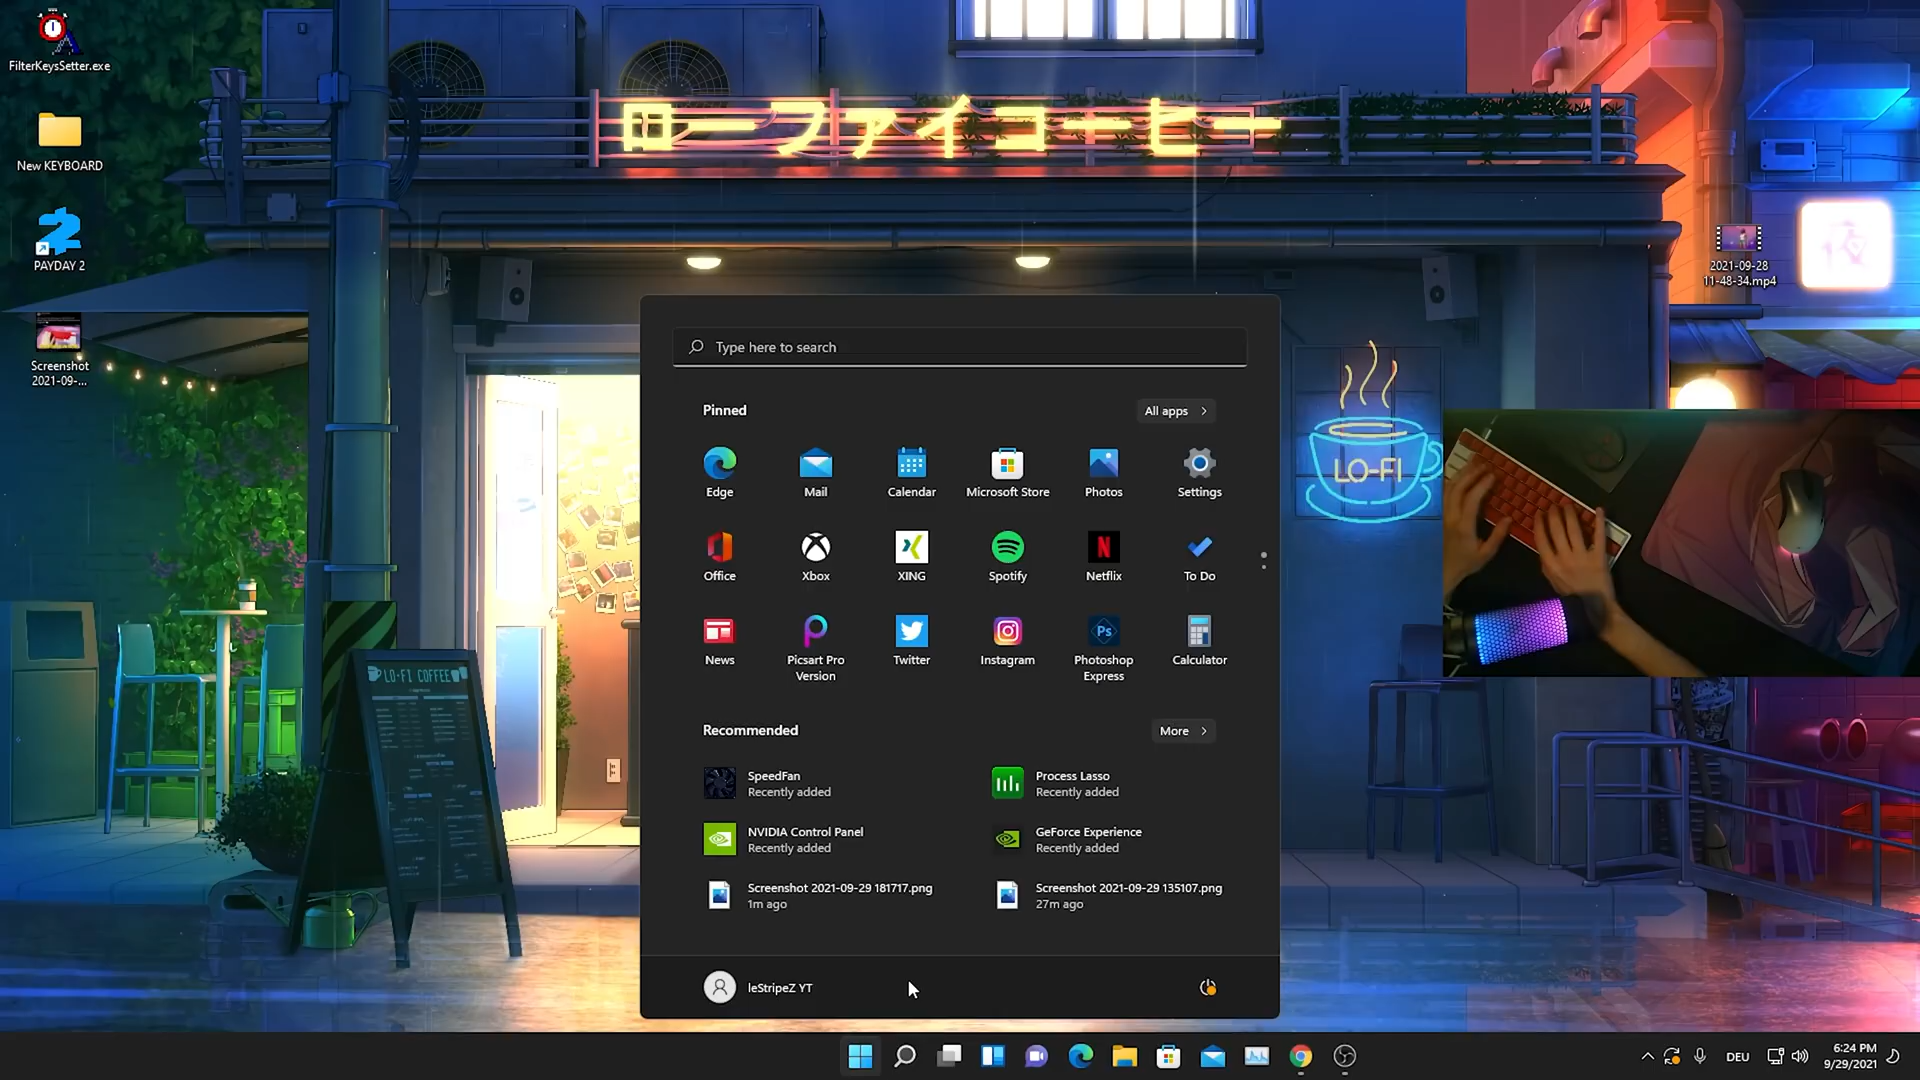 FilterKeysSetter.exe
New KEYBOARD
PAYDAY 2
Screenshot
2021-09-...
ローファイコーヒー
2021-09-28
11-48-34.mp4
LO-FI
LO-FI COFFEE
Type here to search
Pinned
All apps
Edge
Mail
Calendar
Microsoft Store
Photos
Settings
Office
Xbox
XING
Spotify
Netflix
To Do
News
Picsart Pro
Version
Twitter
Instagram
Photoshop
Express
Calculator
Recommended
More
SpeedFan
Recently added
Process Lasso
Recently added
NVIDIA Control Panel
Recently added
GeForce Experience
Recently added
Screenshot 2021-09-29 181717.png
1m ago
Screenshot 2021-09-29 135107.png
27m ago
leStripeZ YT
DEU
6:24 PM
9/29/2021